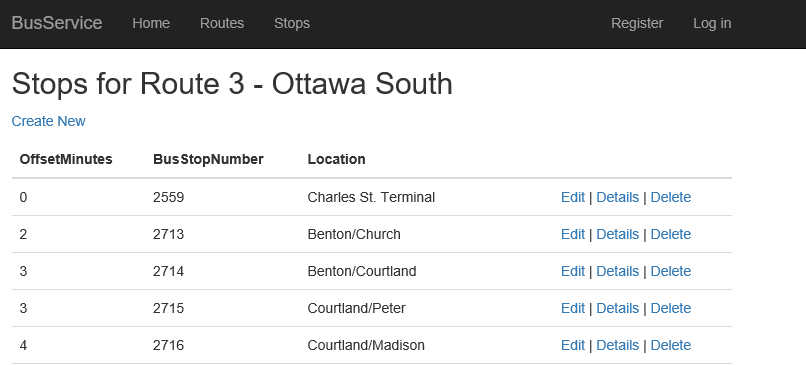 BusService Home Routes Stops Register Log in
Stops for Route 3 - Ottawa South
Create New
OffsetMinutes BusStopNumber Location
0 2559 Charles St. Terminal Edit | Details | Delete
2 2713 Benton/Church Edit | Details | Delete
3 2714 Benton/Courtland Edit | Details | Delete
3 2715 Courtland/Peter Edit | Details | Delete
4 2716 Courtland/Madison Edit | Details | Delete